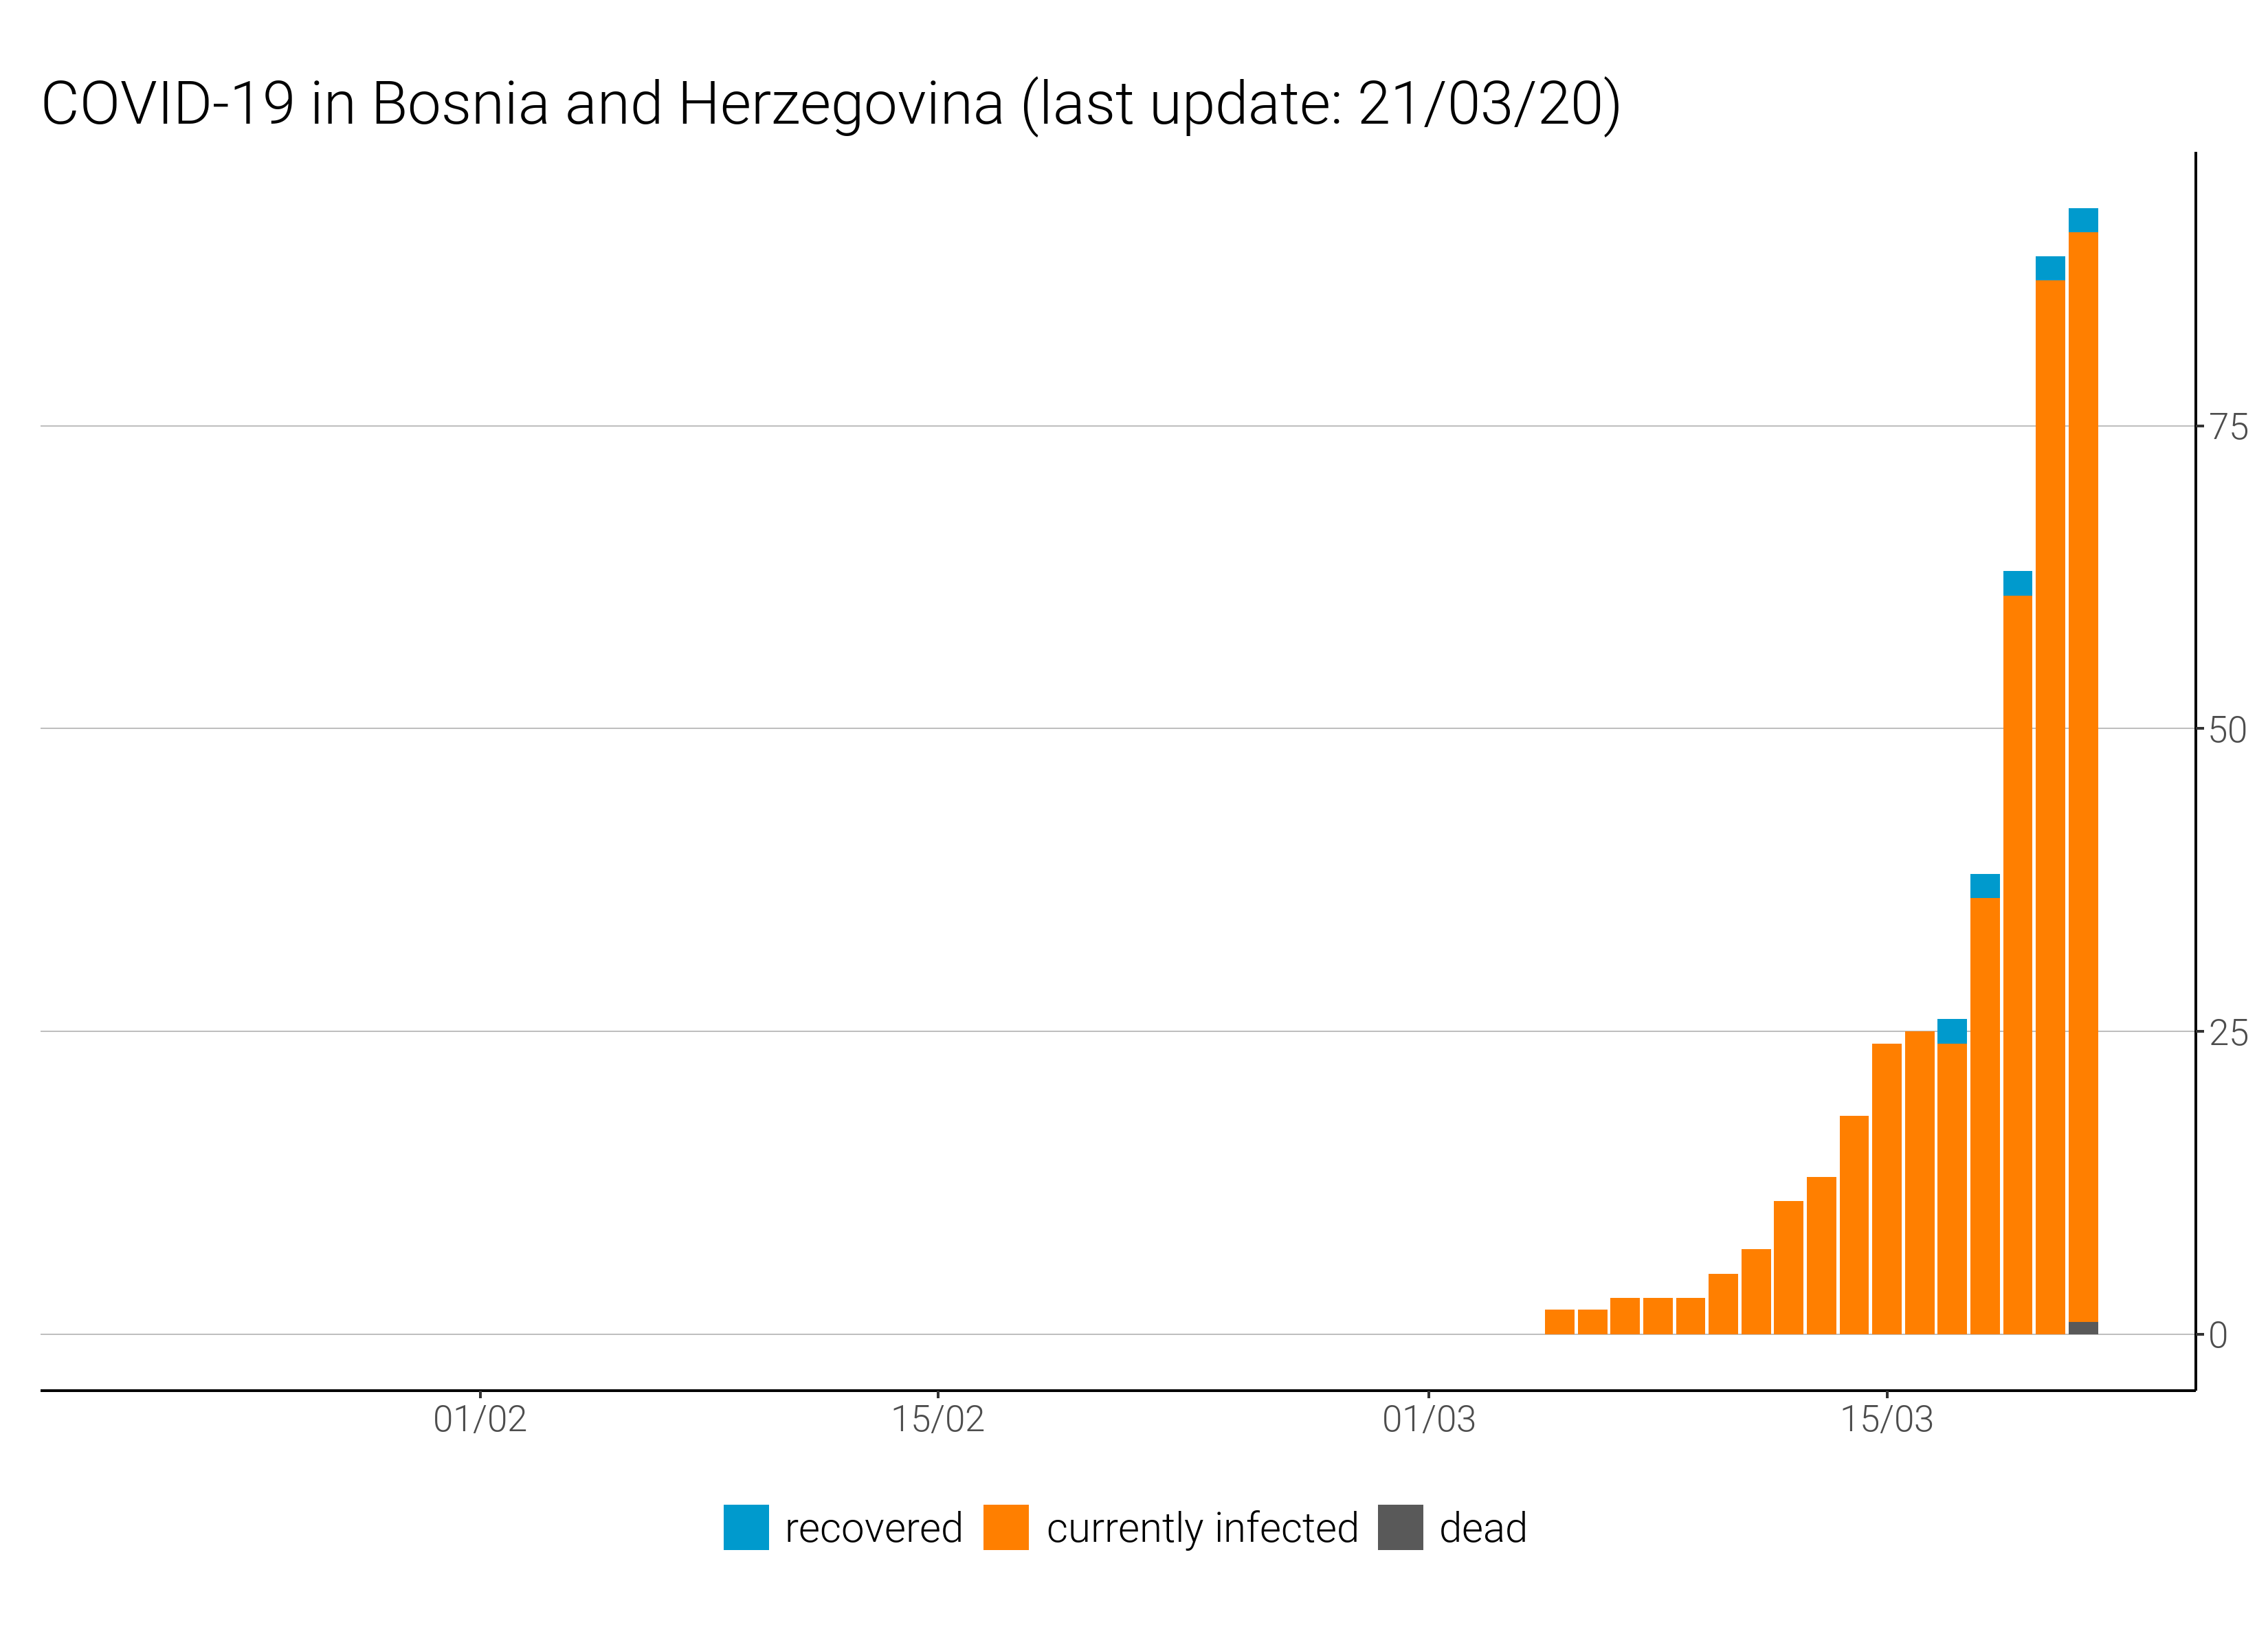 COVID-19 in Bosnia and Herzegovina (last update: 21/03/20)
75
50
25
0
01/02 15/02 01/03 15/03
recovered currently infected dead